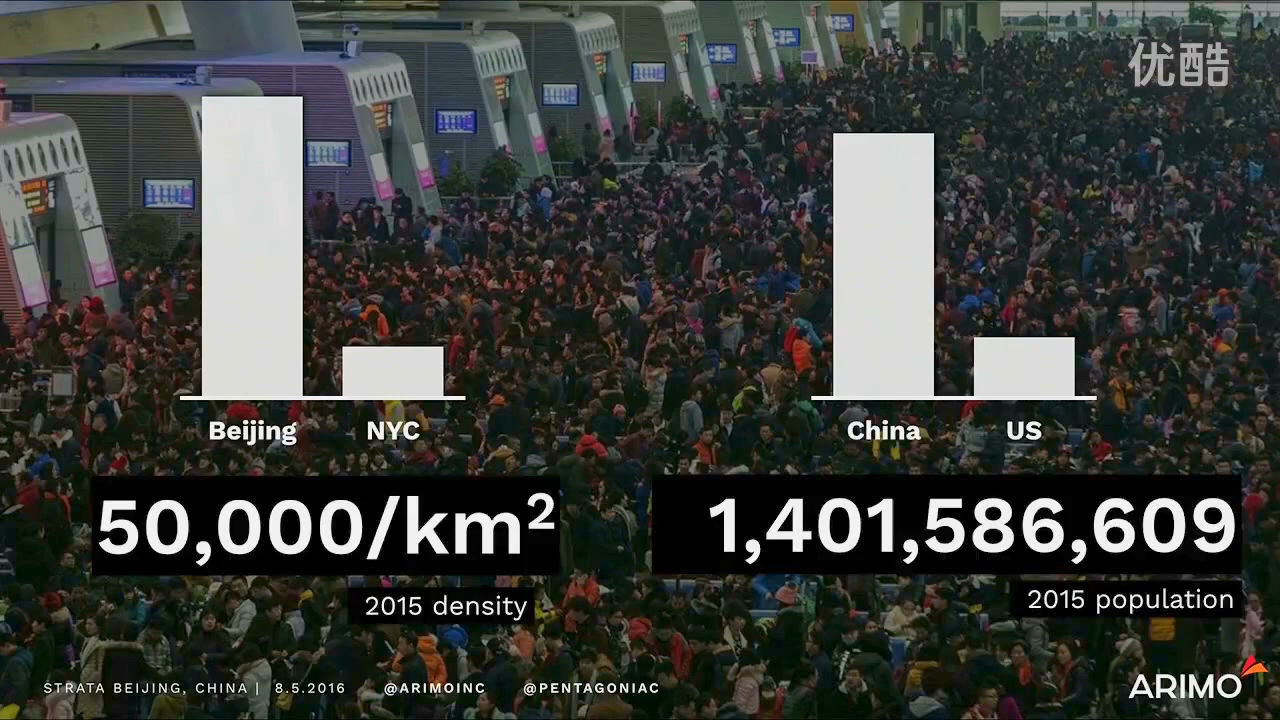 优酷
Beijing
NYC
50,000/km²
2015 density
China
US
1,401,586,609
2015 population
STRATA BEIJING, CHINA | 8.5.2016 @ARIMOINC @PENTAGONIAC
ARIMO